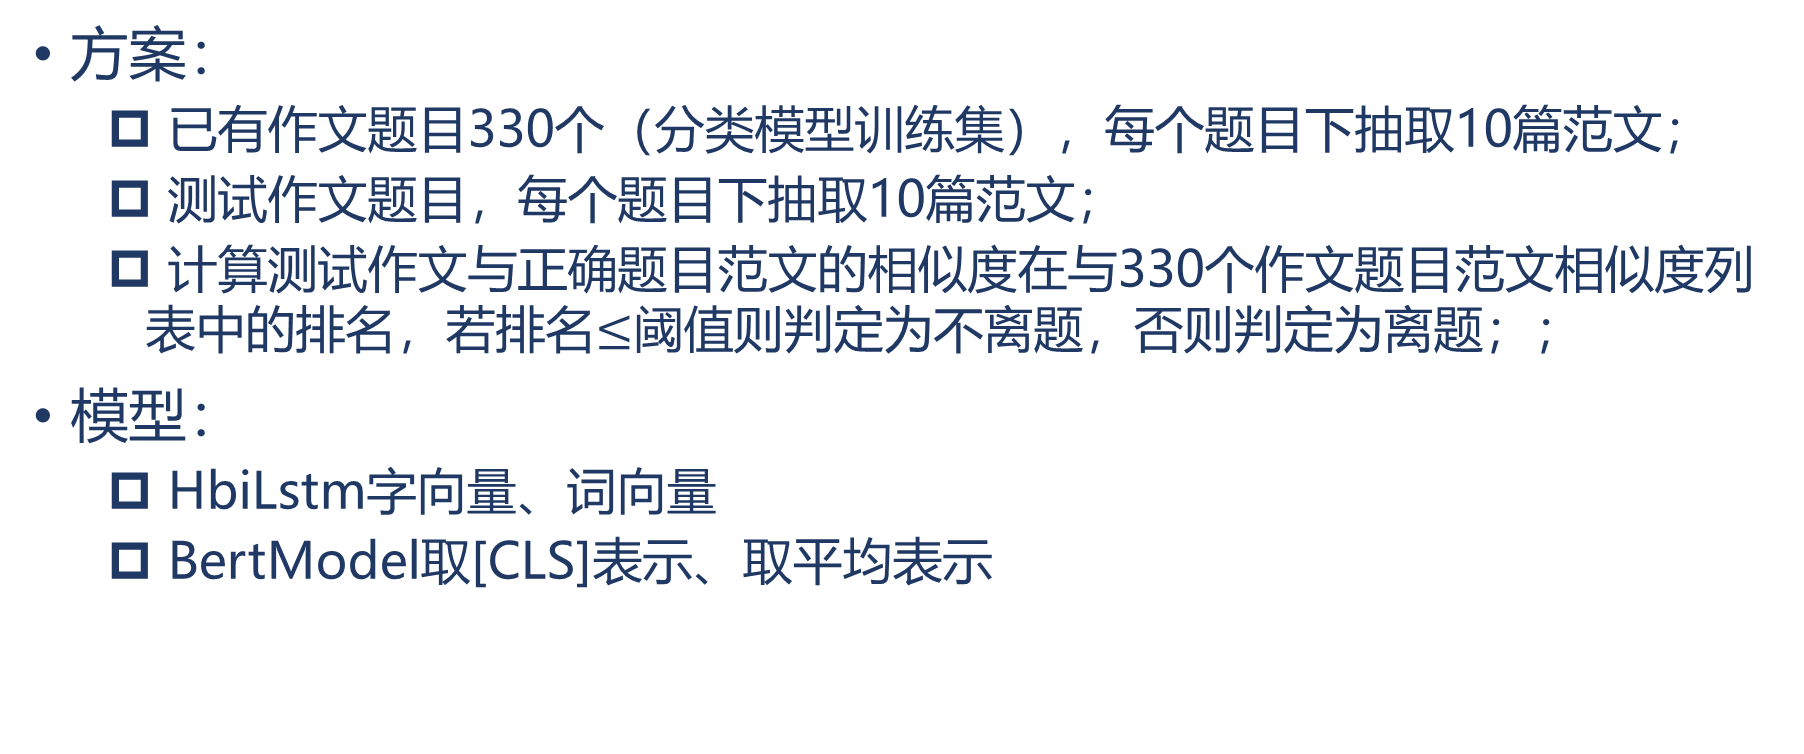 • 方案：
已有作文题目330个（分类模型训练集），每个题目下抽取10篇范文；
测试作文题目，每个题目下抽取10篇范文；
计算测试作文与正确题目范文的相似度在与330个作文题目范文相似度列
表中的排名，若排名≤阈值则判定为不离题，否则判定为离题；；
• 模型：
HbiLstm字向量、词向量
BertModel取[CLS]表示、取平均表示